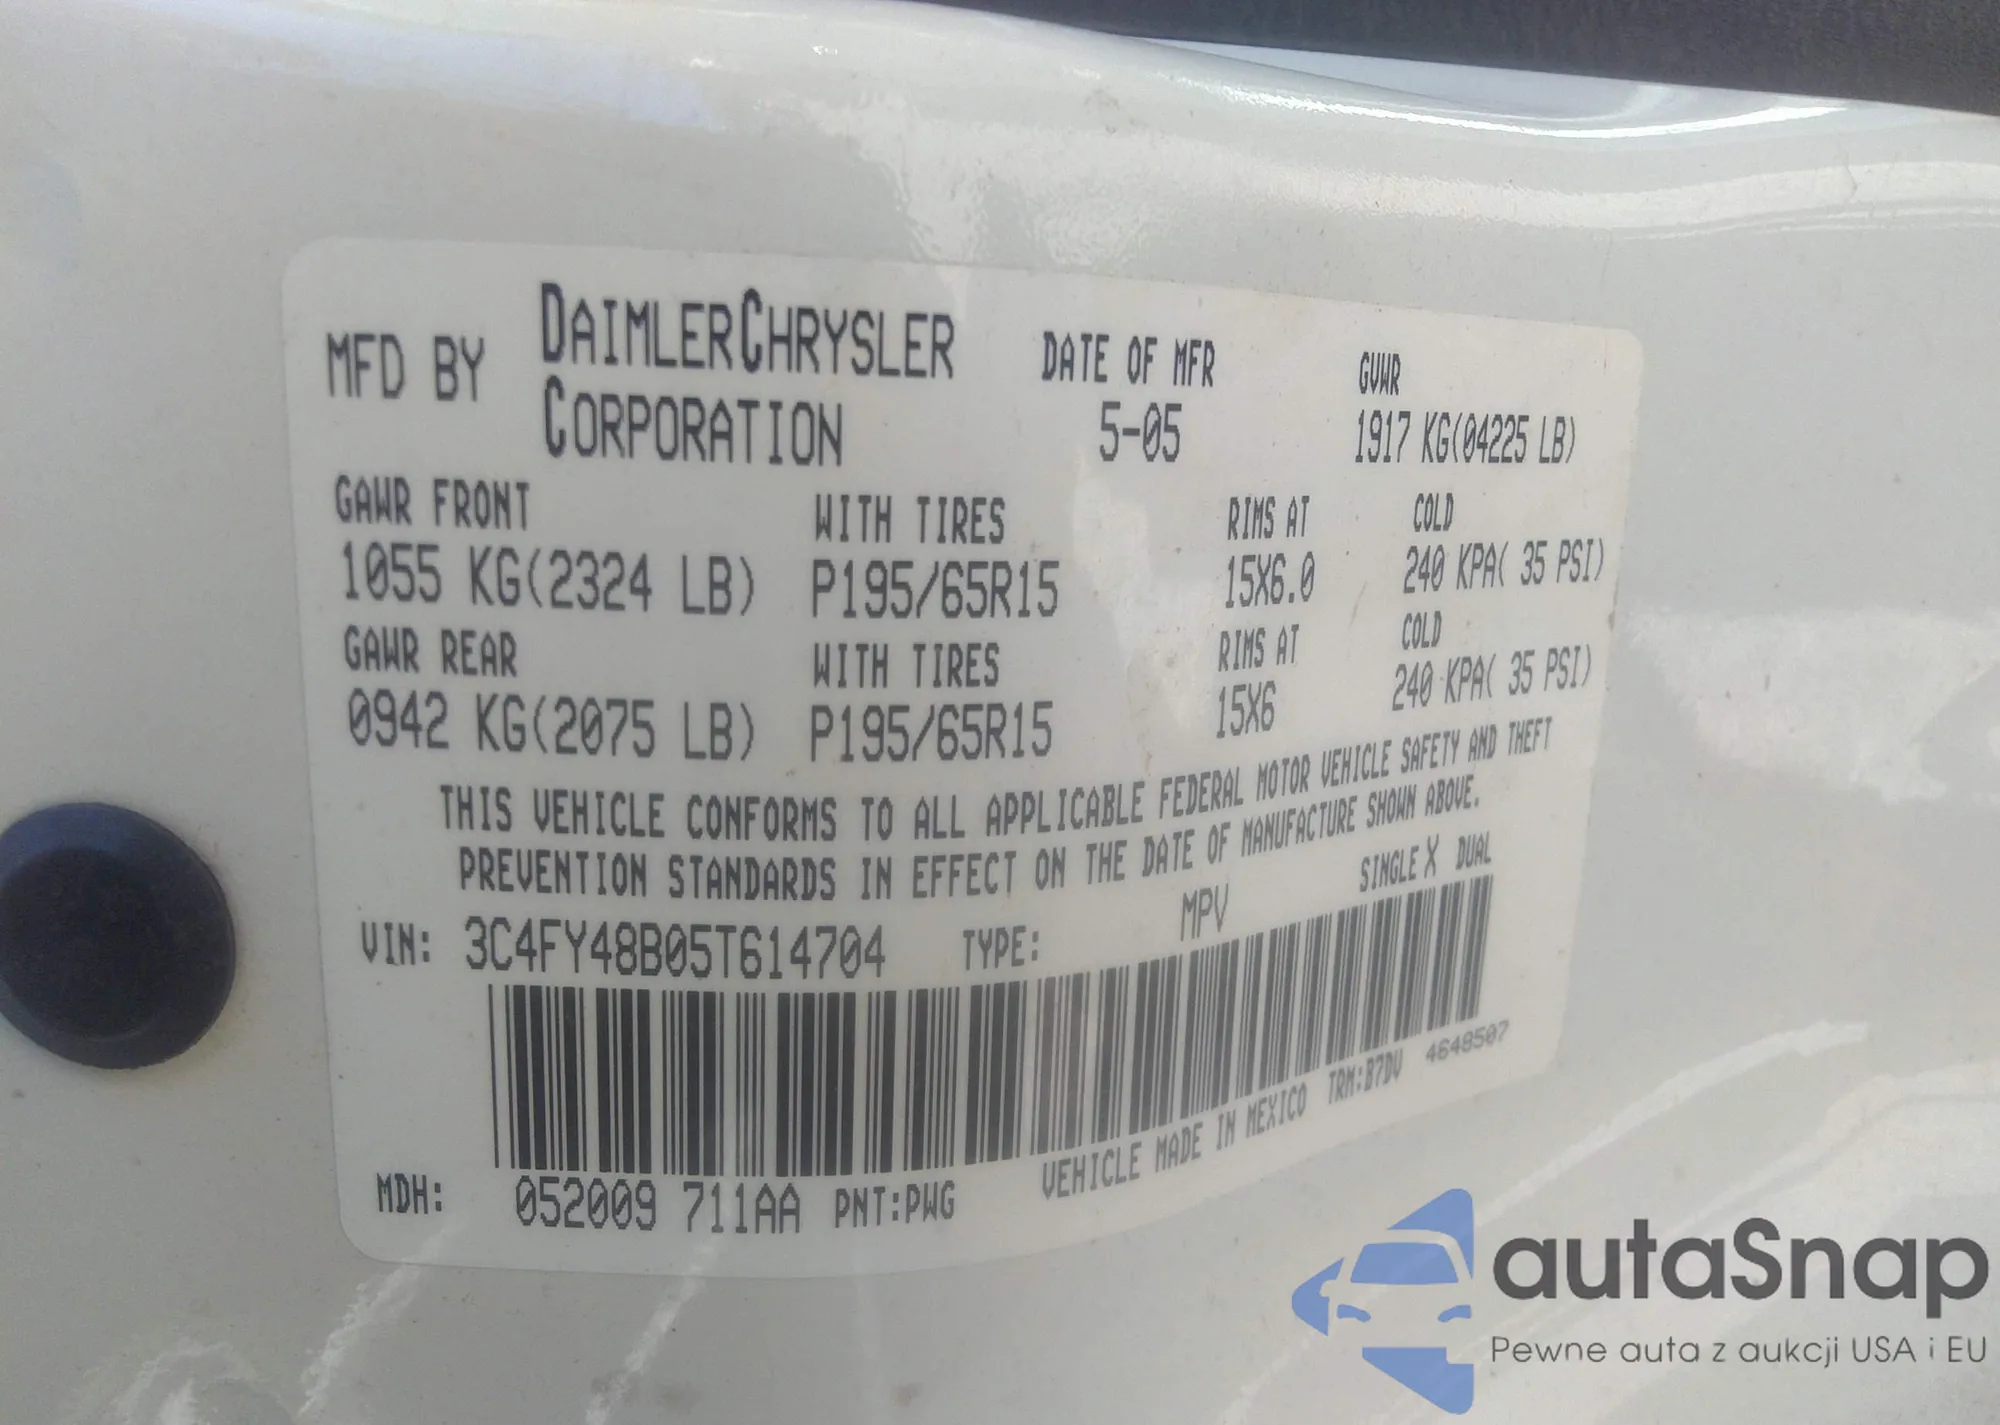 MFD BY DAIMLERCHRYSLER CORPORATION
DATE OF MFR
5-05
GVWR
1917 KG(04225 LB)
GAWR FRONT WITH TIRES RIMS AT COLD
1055 KG(2324 LB) P195/65R15 15X6.0 240 KPA( 35 PSI)
GAWR REAR WITH TIRES RIMS AT COLD
0942 KG(2075 LB) P195/65R15 15X6 240 KPA( 35 PSI)
THIS VEHICLE CONFORMS TO ALL APPLICABLE FEDERAL MOTOR VEHICLE SAFETY AND THEFT
PREVENTION STANDARDS IN EFFECT ON THE DATE OF MANUFACTURE SHOWN ABOVE.
VIN: 3C4FY48B05T614704 TYPE: MPV SINGLE X DUAL
MDH: 052009 711AA PNT:PWG VEHICLE MADE IN MEXICO TRM:B7DV 4648507
autaSnap
Pewne auta z aukcji USA i EU